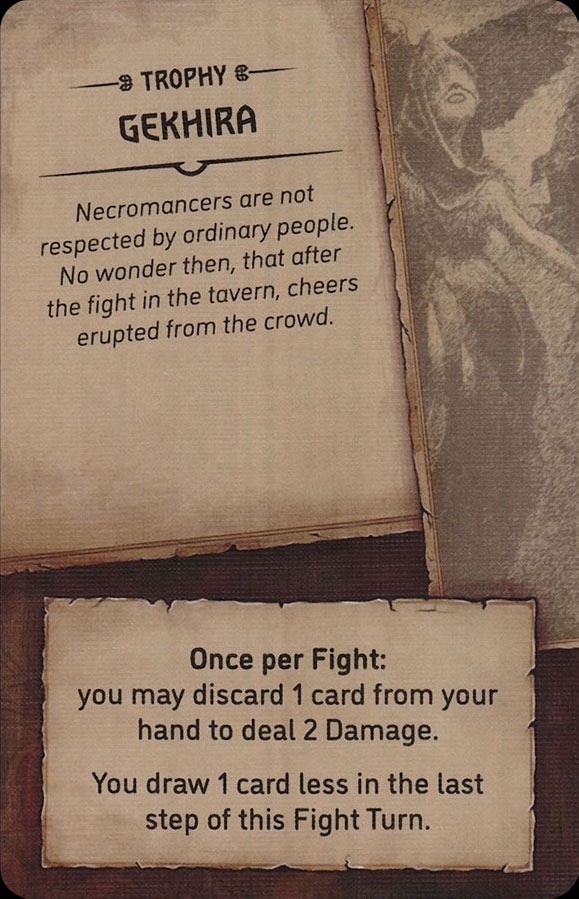 TROPHY
GEKHIRA
Necromancers are not
respected by ordinary people.
No wonder then, that after
the fight in the tavern, cheers
erupted from the crowd.
Once per Fight:
you may discard 1 card from your
hand to deal 2 Damage.
You draw 1 card less in the last
step of this Fight Turn.